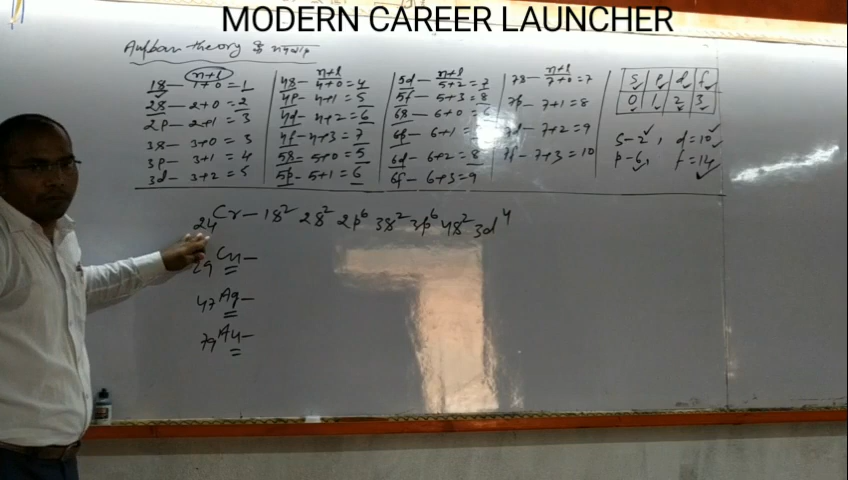 MODERN CAREER LAUNCHER
Aufbau theory के
n+l
1s — 1+0 = 1
2s — 2+0 = 2
2p — 2+1 = 3
3s — 3+0 = 3
3p — 3+1 = 4
3d — 3+2 = 5
n+l
4s — 4+0 = 4
4p — 4+1 = 5
4d — 4+2 = 6
4f — 4+3 = 7
5s — 5+0 = 5
5p — 5+1 = 6
n+l
5d — 5+2 = 7
5f — 5+3 = 8
6s — 6+0 = 6
6p — 6+1 =
6d — 6+2 = 8
6f — 6+3 = 9
n+l
7s — 7+0 = 7
7p — 7+1 = 8
7d — 7+2 = 9
7f — 7+3 = 10
s p d f
0 1 2 3
s–2, d=10
p–6, f=14
24Cr — 1s² 2s² 2p⁶ 3s² 3p⁶ 4s² 3d⁴
29Cu —
47Ag —
79Au —